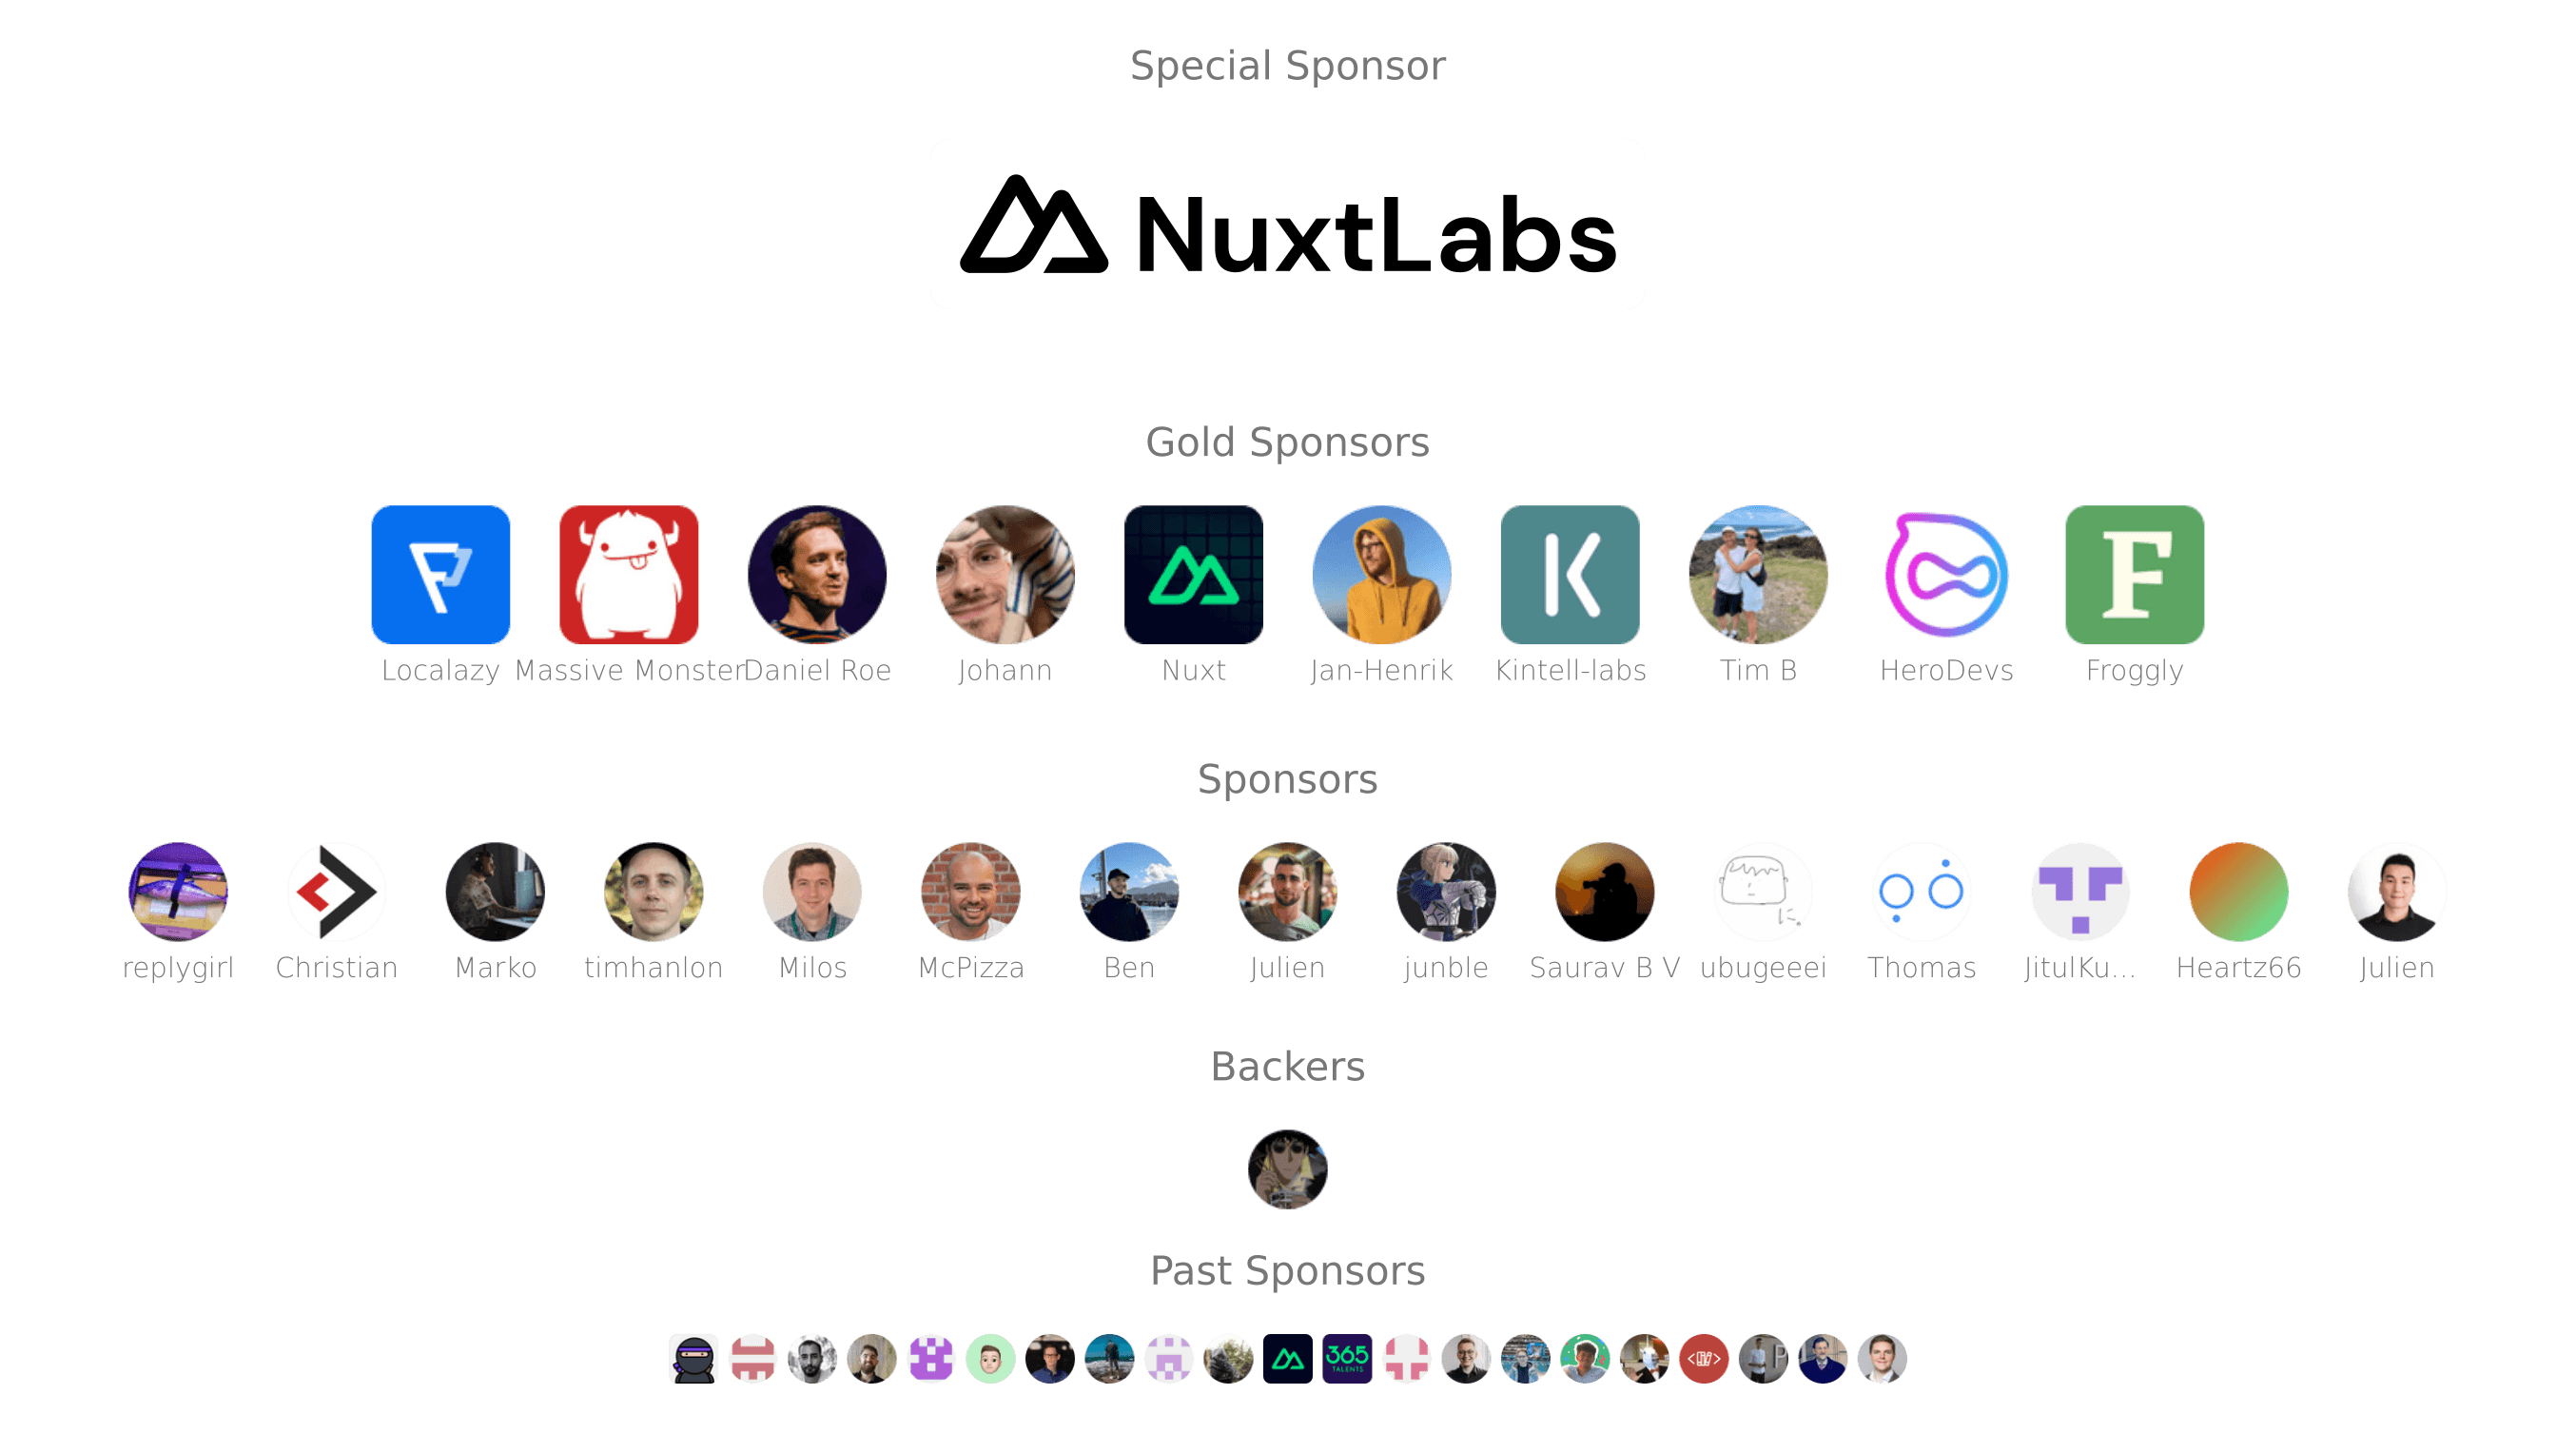 Special Sponsor
NuxtLabs
Gold Sponsors
Localazy Massive Monster Daniel Roe Johann Nuxt Jan-Henrik Kintell-labs Tim B HeroDevs Froggly
Sponsors
replygirl Christian Marko timhanlon Milos McPizza Ben Julien junble Saurav B V ubugeeei Thomas JitulKu... Heartz66 Julien
Backers
Past Sponsors
365
TALENTS